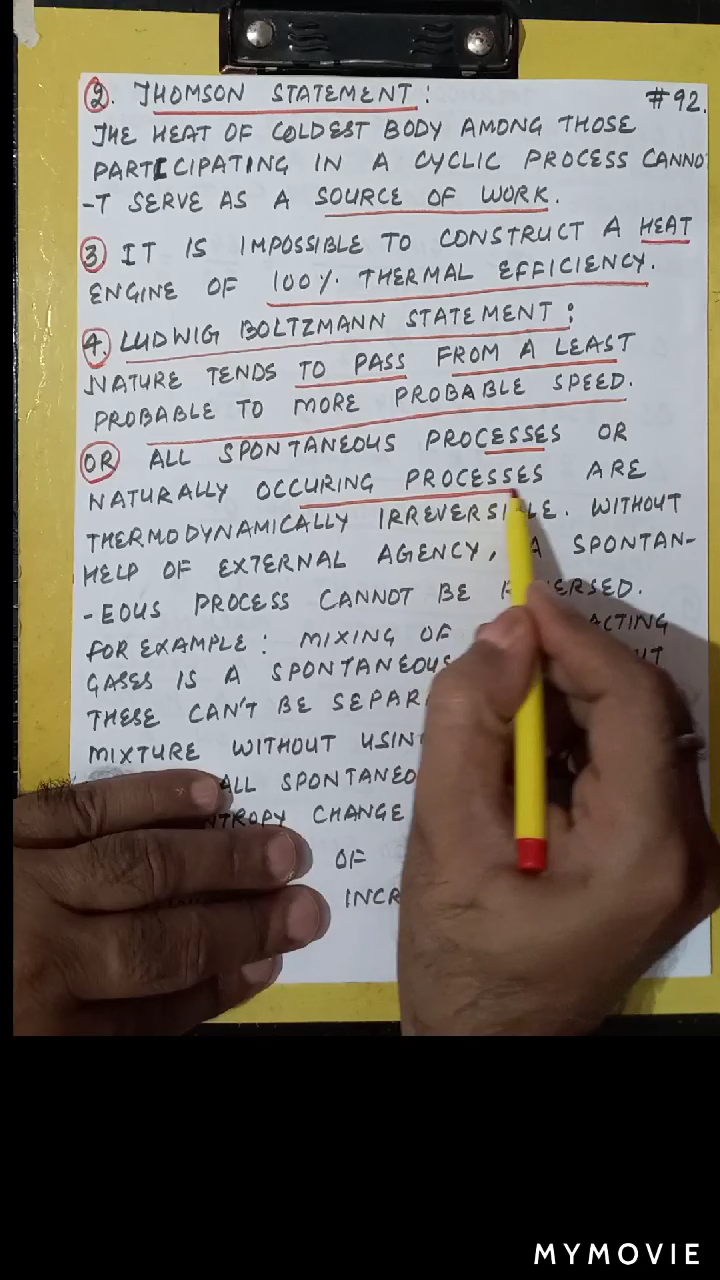 2. THOMSON STATEMENT: #92.
THE HEAT OF COLDEST BODY AMONG THOSE
PARTICIPATING IN A CYCLIC PROCESS CANNO
-T SERVE AS A SOURCE OF WORK.
3 IT IS IMPOSSIBLE TO CONSTRUCT A HEAT
ENGINE OF 100% THERMAL EFFICIENCY.
4. LUDWIG BOLTZMANN STATEMENT:
NATURE TENDS TO PASS FROM A LEAST
PROBABLE TO MORE PROBABLE SPEED.
OR ALL SPONTANEOUS PROCESSES OR
NATURALLY OCCURING PROCESSES ARE
THERMODYNAMICALLY IRREVERSIBLE. WITHOUT
HELP OF EXTERNAL AGENCY, A SPONTAN-
-EOUS PROCESS CANNOT BE REVERSED.
FOR EXAMPLE: MIXING OF
GASES IS A SPONTANEOUS
THESE CAN'T BE
MIXTURE WITHOUT
ALL
CHANGE
OF
MYMOVIE